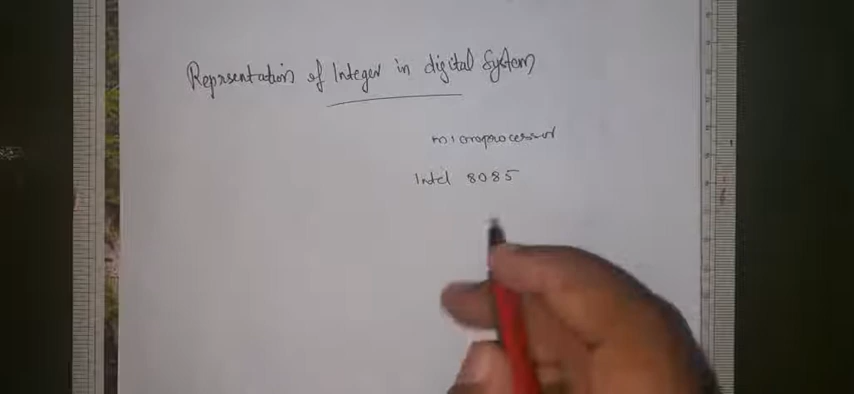 Representation of Integer in digital System
microprocessor
Intel 8085